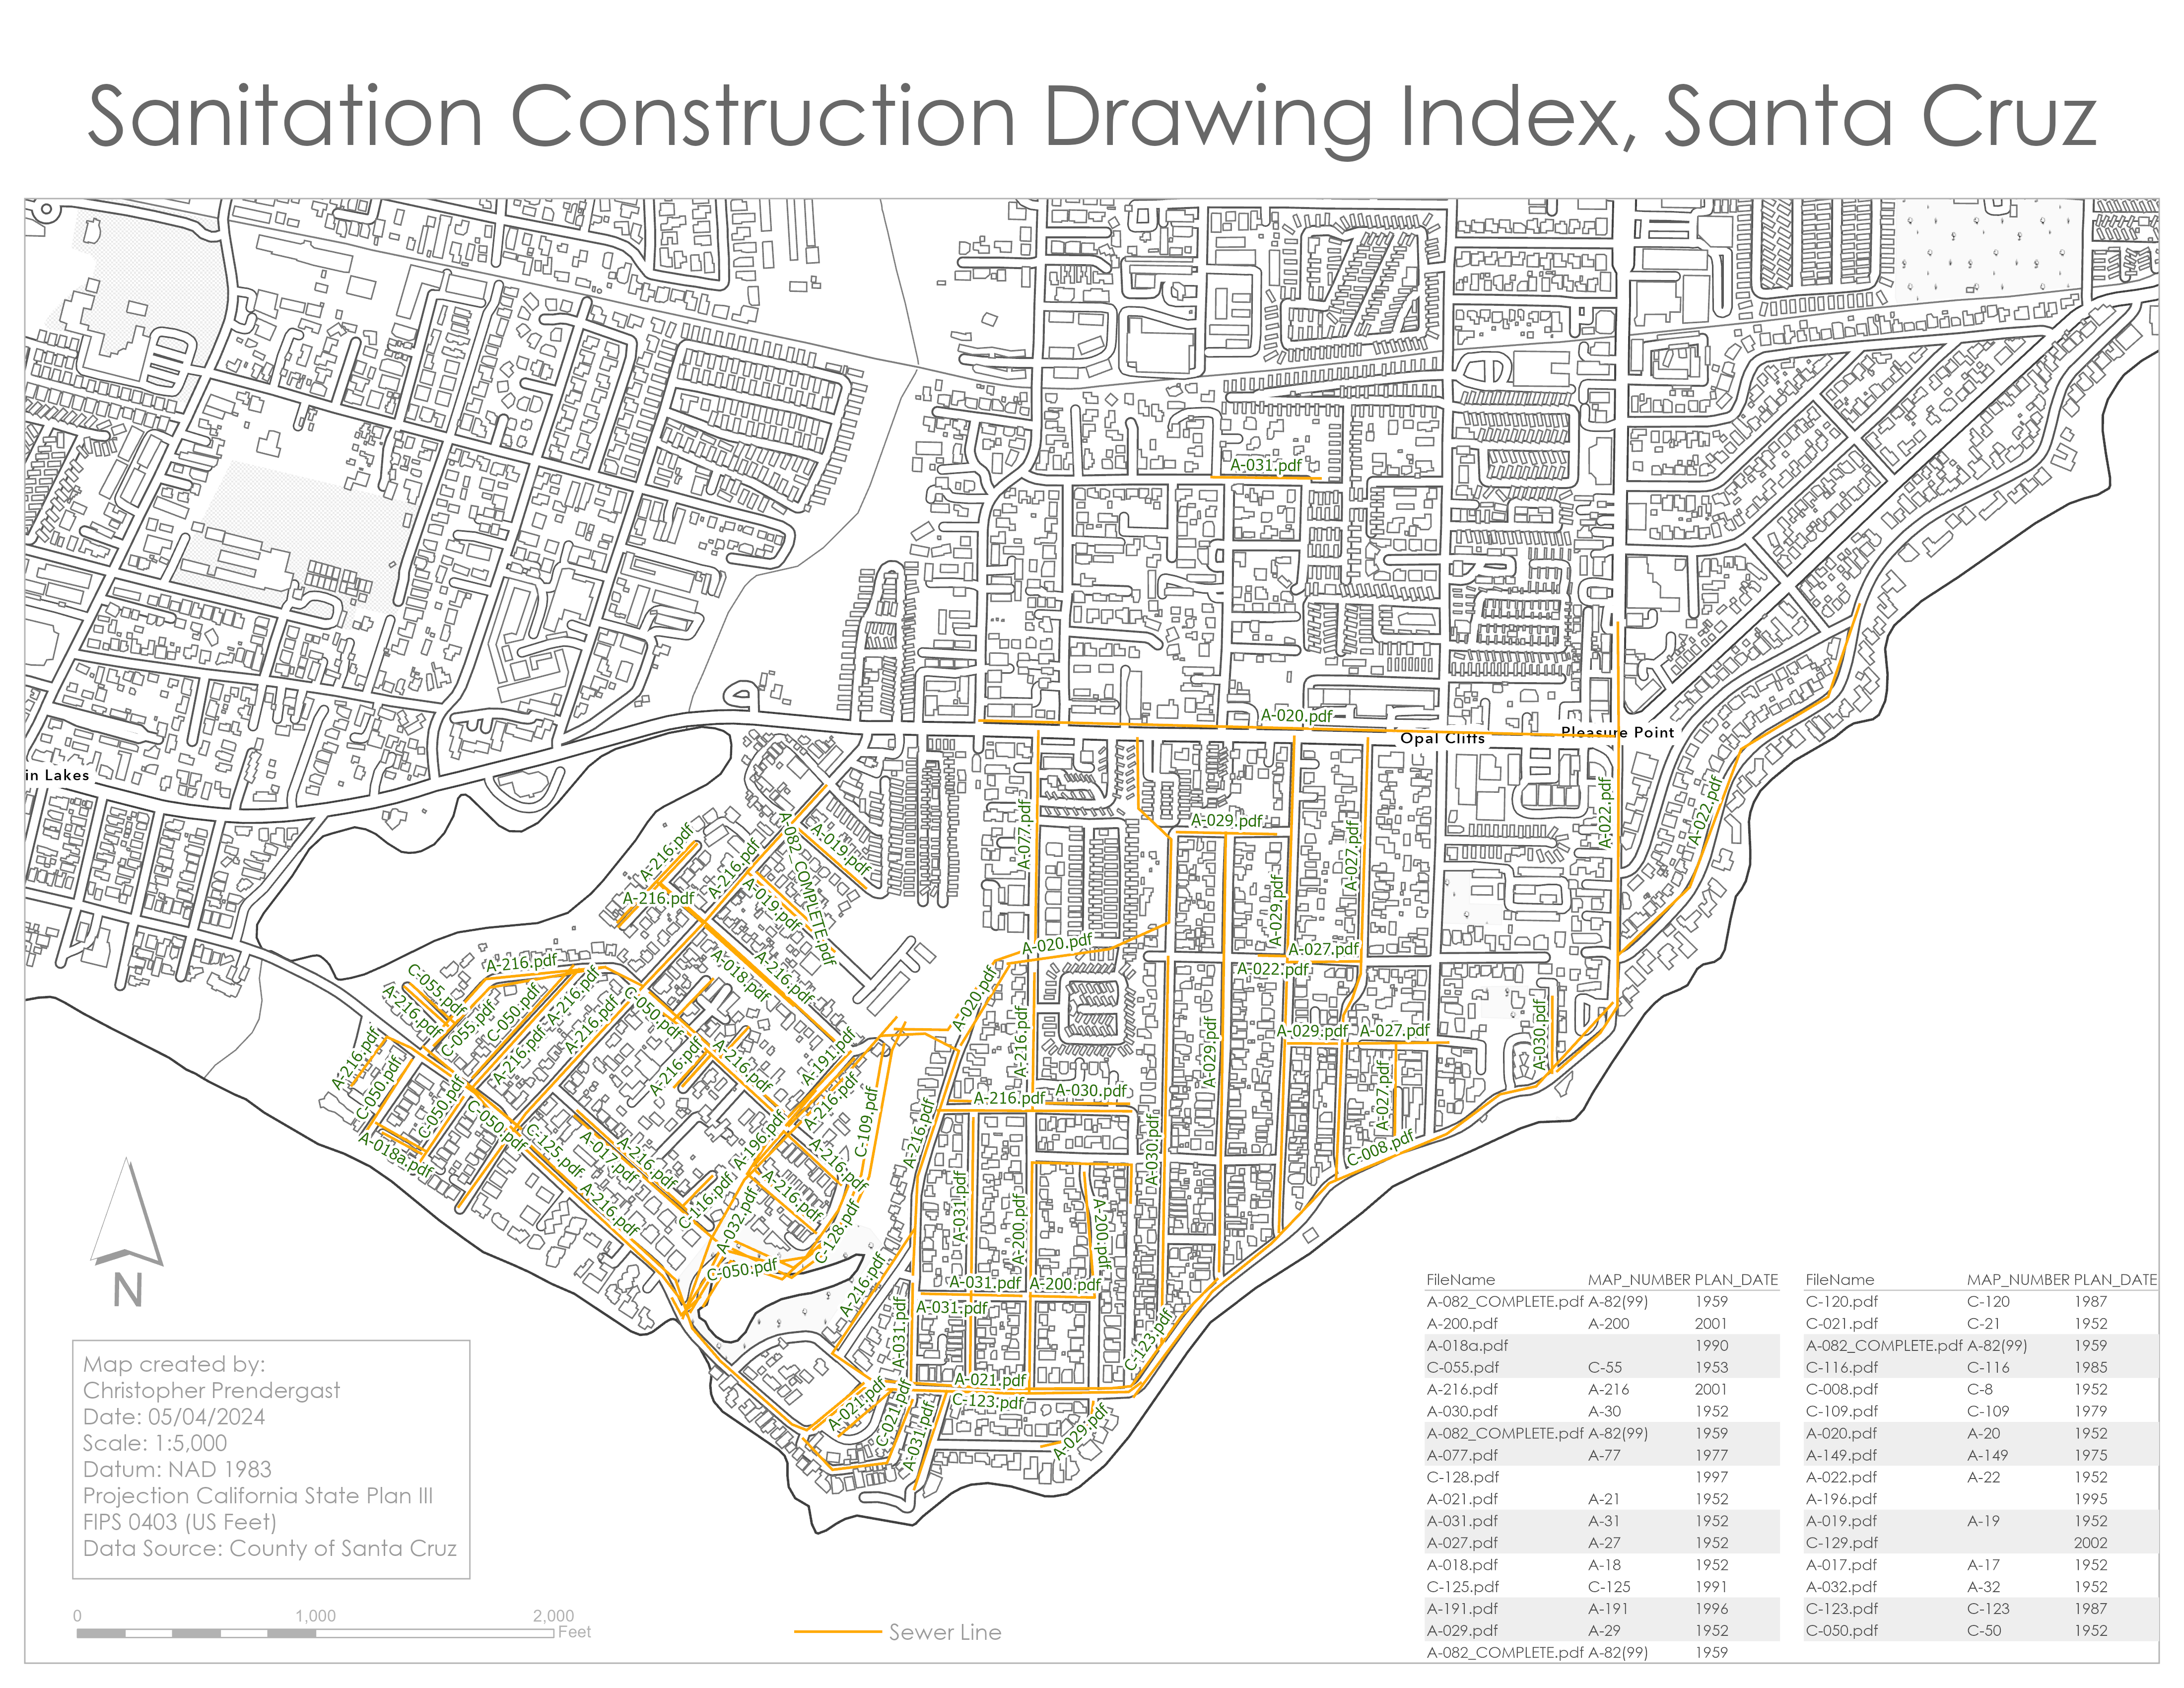 Sanitation Construction Drawing Index, Santa Cruz
A-031.pdf
A-020.pdf
Opal Cliffs
Pleasure Point
in Lakes
A-077.pdf
A-029.pdf
A-027.pdf
A-022.pdf
A-022.pdf
A-082_COMPLETE.pdf
A-019.pdf
A-216.pdf
A-216.pdf
A-216.pdf
A-019.pdf
A-029.pdf
A-020.pdf
A-027.pdf
A-022.pdf
A-018.pdf
A-216.pdf
A-216.pdf
C-055.pdf
A-216.pdf
C-055.pdf
C-050.pdf
A-216.pdf
A-216.pdf
A-216.pdf
C-050.pdf
A-020.pdf
A-216.pdf
A-029.pdf
A-029.pdf
A-027.pdf
A-030.pdf
A-216.pdf
C-050.pdf
A-216.pdf
A-216.pdf
A-191.pdf
A-216.pdf
C-109.pdf
A-216.pdf
A-030.pdf
A-027.pdf
C-050.pdf
C-050.pdf
A-018a.pdf
C-125.pdf
A-017.pdf
A-216.pdf
A-196.pdf
A-216.pdf
A-216.pdf
A-030.pdf
C-008.pdf
A-216.pdf
C-116.pdf
A-216.pdf
A-032.pdf
C-128.pdf
C-050.pdf
A-031.pdf
A-200.pdf
A-200.pdf
A-216.pdf
A-031.pdf
A-200.pdf
A-031.pdf
A-031.pdf
C-123.pdf
A-021.pdf
C-123.pdf
A-021.pdf
C-021.pdf
A-031.pdf
A-029.pdf
N
Map created by:
Christopher Prendergast
Date: 05/04/2024
Scale: 1:5,000
Datum: NAD 1983
Projection California State Plan III
FIPS 0403 (US Feet)
Data Source: County of Santa Cruz
0 1,000 2,000
Feet
Sewer Line
FileName MAP_NUMBER PLAN_DATE
A-082_COMPLETE.pdf A-82(99) 1959
A-200.pdf A-200 2001
A-018a.pdf 1990
C-055.pdf C-55 1953
A-216.pdf A-216 2001
A-030.pdf A-30 1952
A-082_COMPLETE.pdf A-82(99) 1959
A-077.pdf A-77 1977
C-128.pdf 1997
A-021.pdf A-21 1952
A-031.pdf A-31 1952
A-027.pdf A-27 1952
A-018.pdf A-18 1952
C-125.pdf C-125 1991
A-191.pdf A-191 1996
A-029.pdf A-29 1952
A-082_COMPLETE.pdf A-82(99) 1959
FileName MAP_NUMBER PLAN_DATE
C-120.pdf C-120 1987
C-021.pdf C-21 1952
A-082_COMPLETE.pdf A-82(99) 1959
C-116.pdf C-116 1985
C-008.pdf C-8 1952
C-109.pdf C-109 1979
A-020.pdf A-20 1952
A-149.pdf A-149 1975
A-022.pdf A-22 1952
A-196.pdf 1995
A-019.pdf A-19 1952
C-129.pdf 2002
A-017.pdf A-17 1952
A-032.pdf A-32 1952
C-123.pdf C-123 1987
C-050.pdf C-50 1952